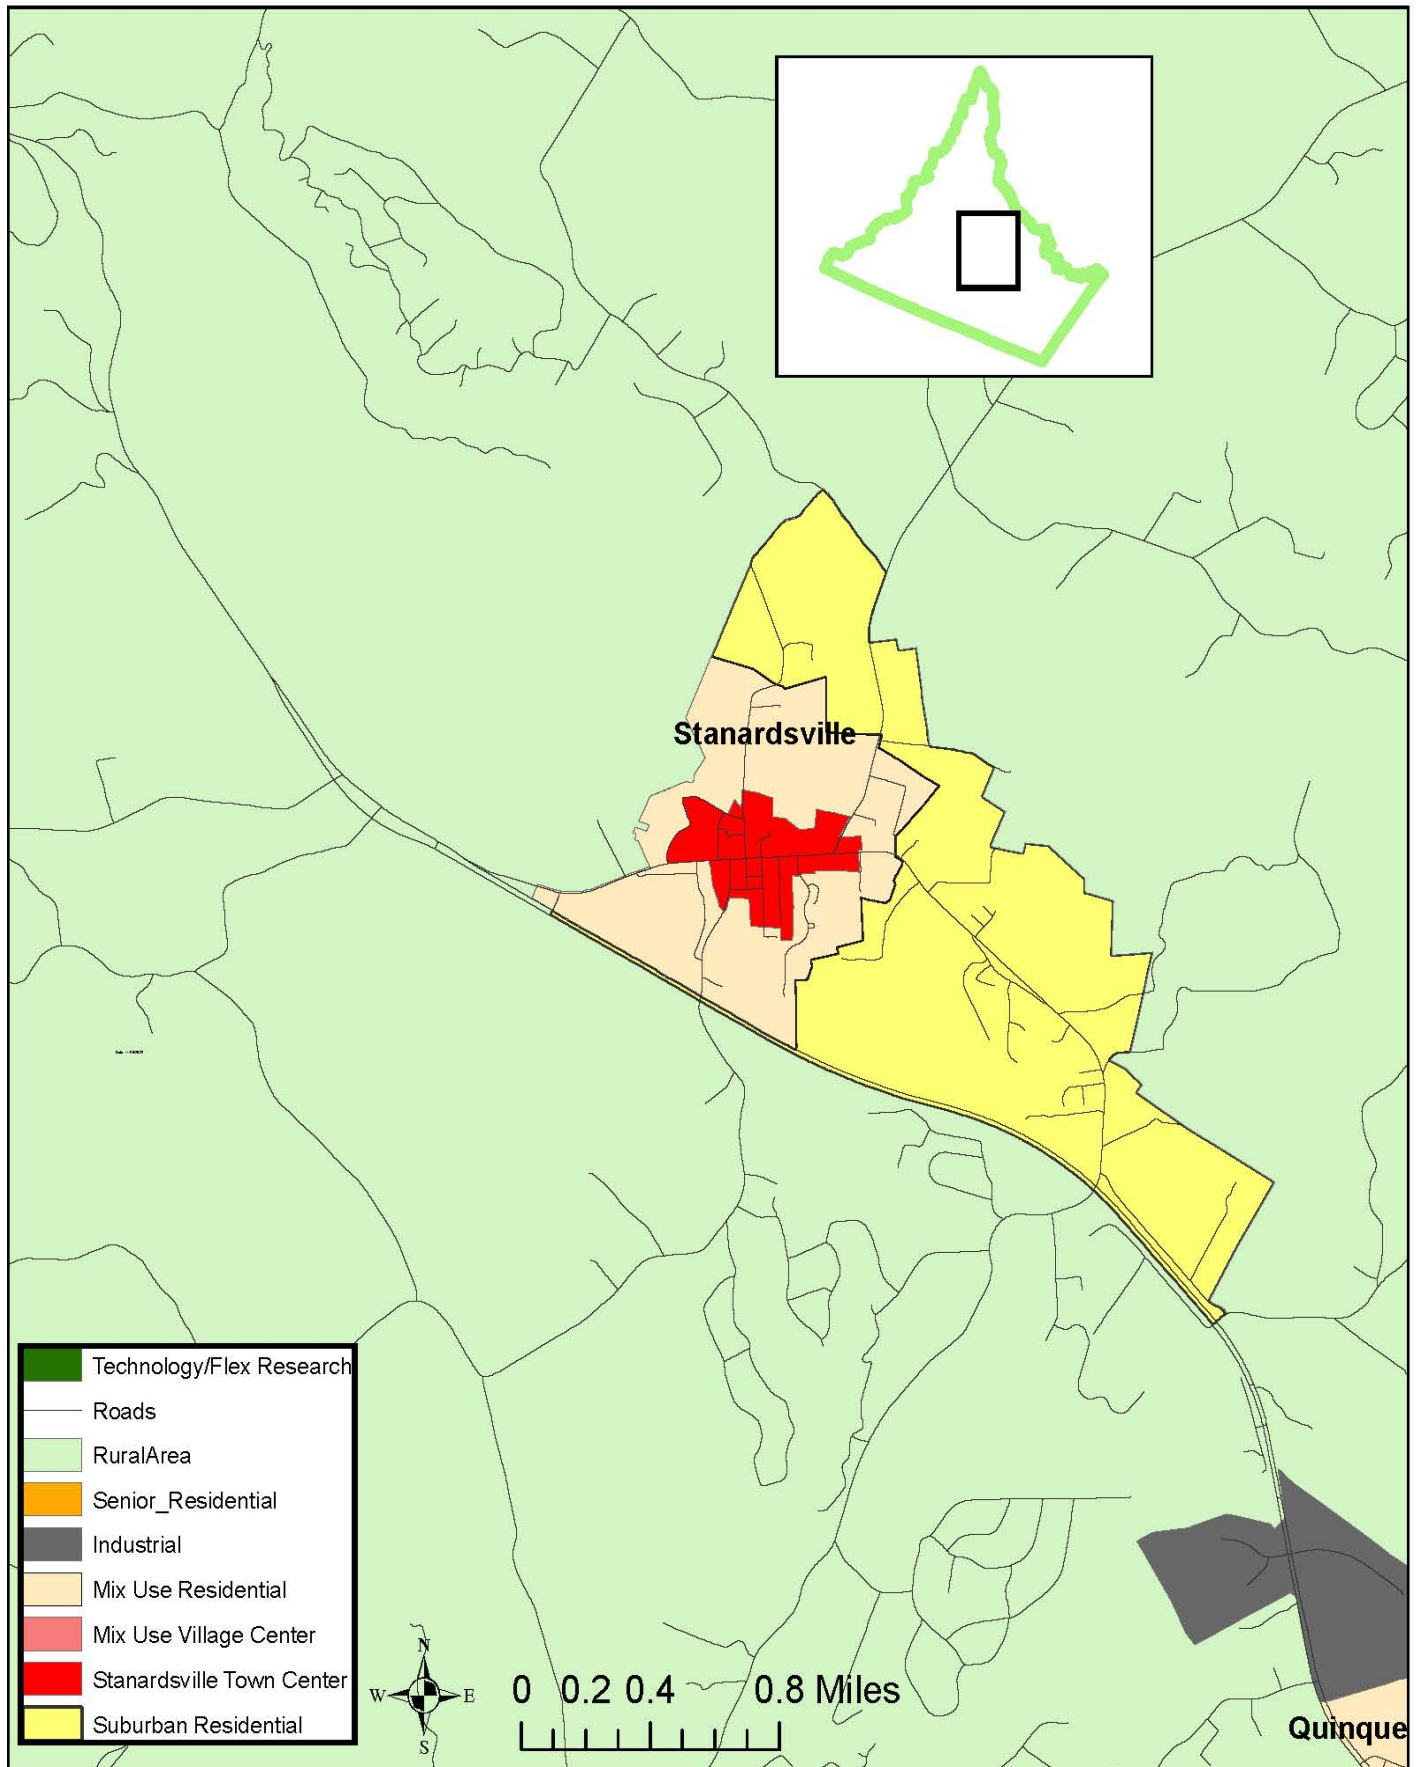 Stanardsville
Technology/Flex Research
Roads
RuralArea
Senior_Residential
Industrial
Mix Use Residential
Mix Use Village Center
Stanardsville Town Center
Suburban Residential
N
W E
S
0 0.2 0.4 0.8 Miles
Quinque